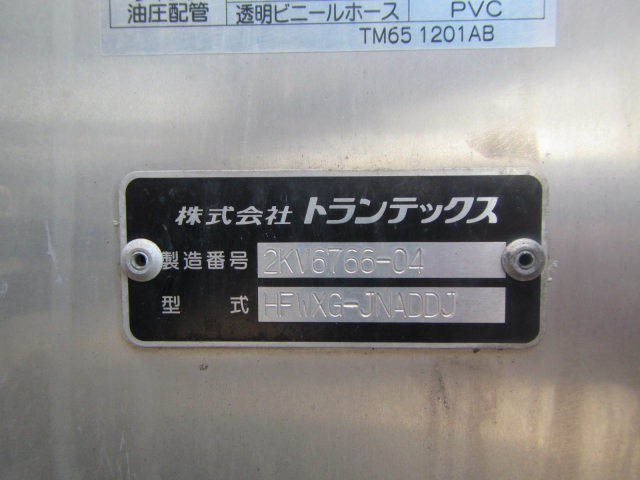 油圧配管 透明ビニールホース PVC
TM65 1201AB
株式会社 トランテックス
製造番号 2KV6766-04
型式 HFWXG-JNADDJ